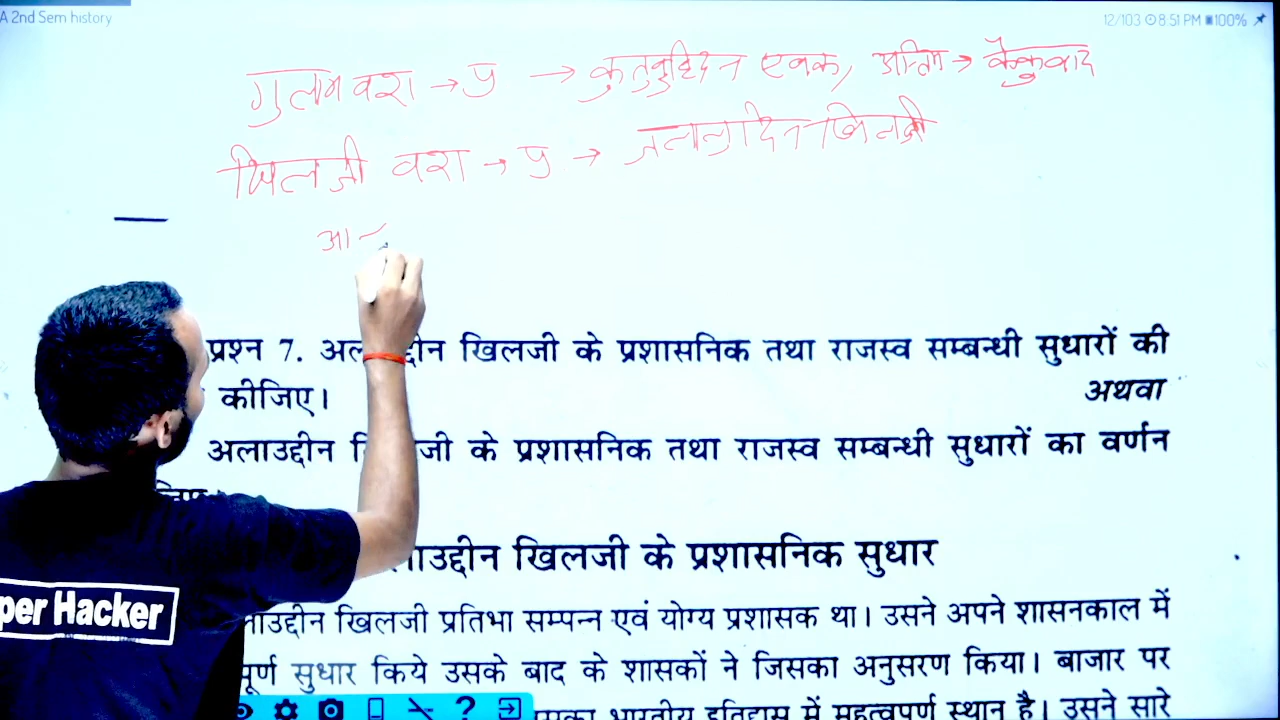 A 2nd Sem history
12/103 8:51 PM 100%
गुलाम वंश → प्र → कुतुबुद्दिन एबक, अन्तिम → कैकुबाद
खिलजी वंश → प्र → जलालुद्दिन खिलजी
प्रश्न 7. अल द्दीन खिलजी के प्रशासनिक तथा राजस्व सम्बन्धी सुधारों की
कीजिए। अथवा
अलाउद्दीन खि जी के प्रशासनिक तथा राजस्व सम्बन्धी सुधारों का वर्णन
लाउद्दीन खिलजी के प्रशासनिक सुधार
लाउद्दीन खिलजी प्रतिभा सम्पन्न एवं योग्य प्रशासक था। उसने अपने शासनकाल में
पूर्ण सुधार किये उसके बाद के शासकों ने जिसका अनुसरण किया। बाजार पर
भारतीय इतिहास में महत्वपूर्ण स्थान है। उसने सारे
per Hacker